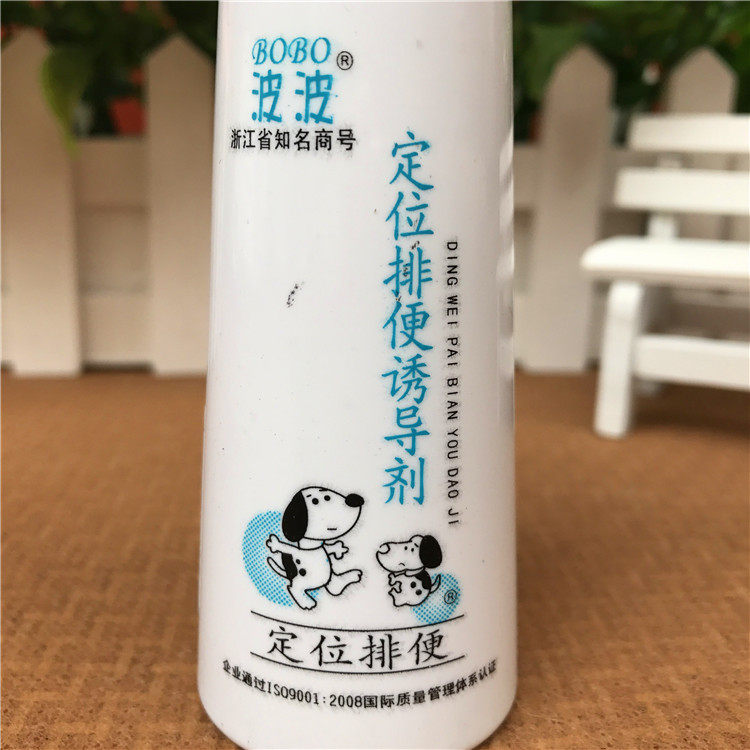 BOBO
波波®
浙江省知名商号
定位排便诱导剂
DING WEI PAI BIAN YOU DAO JI
®
定位排便
企业通过ISO9001:2008国际质量管理体系认证